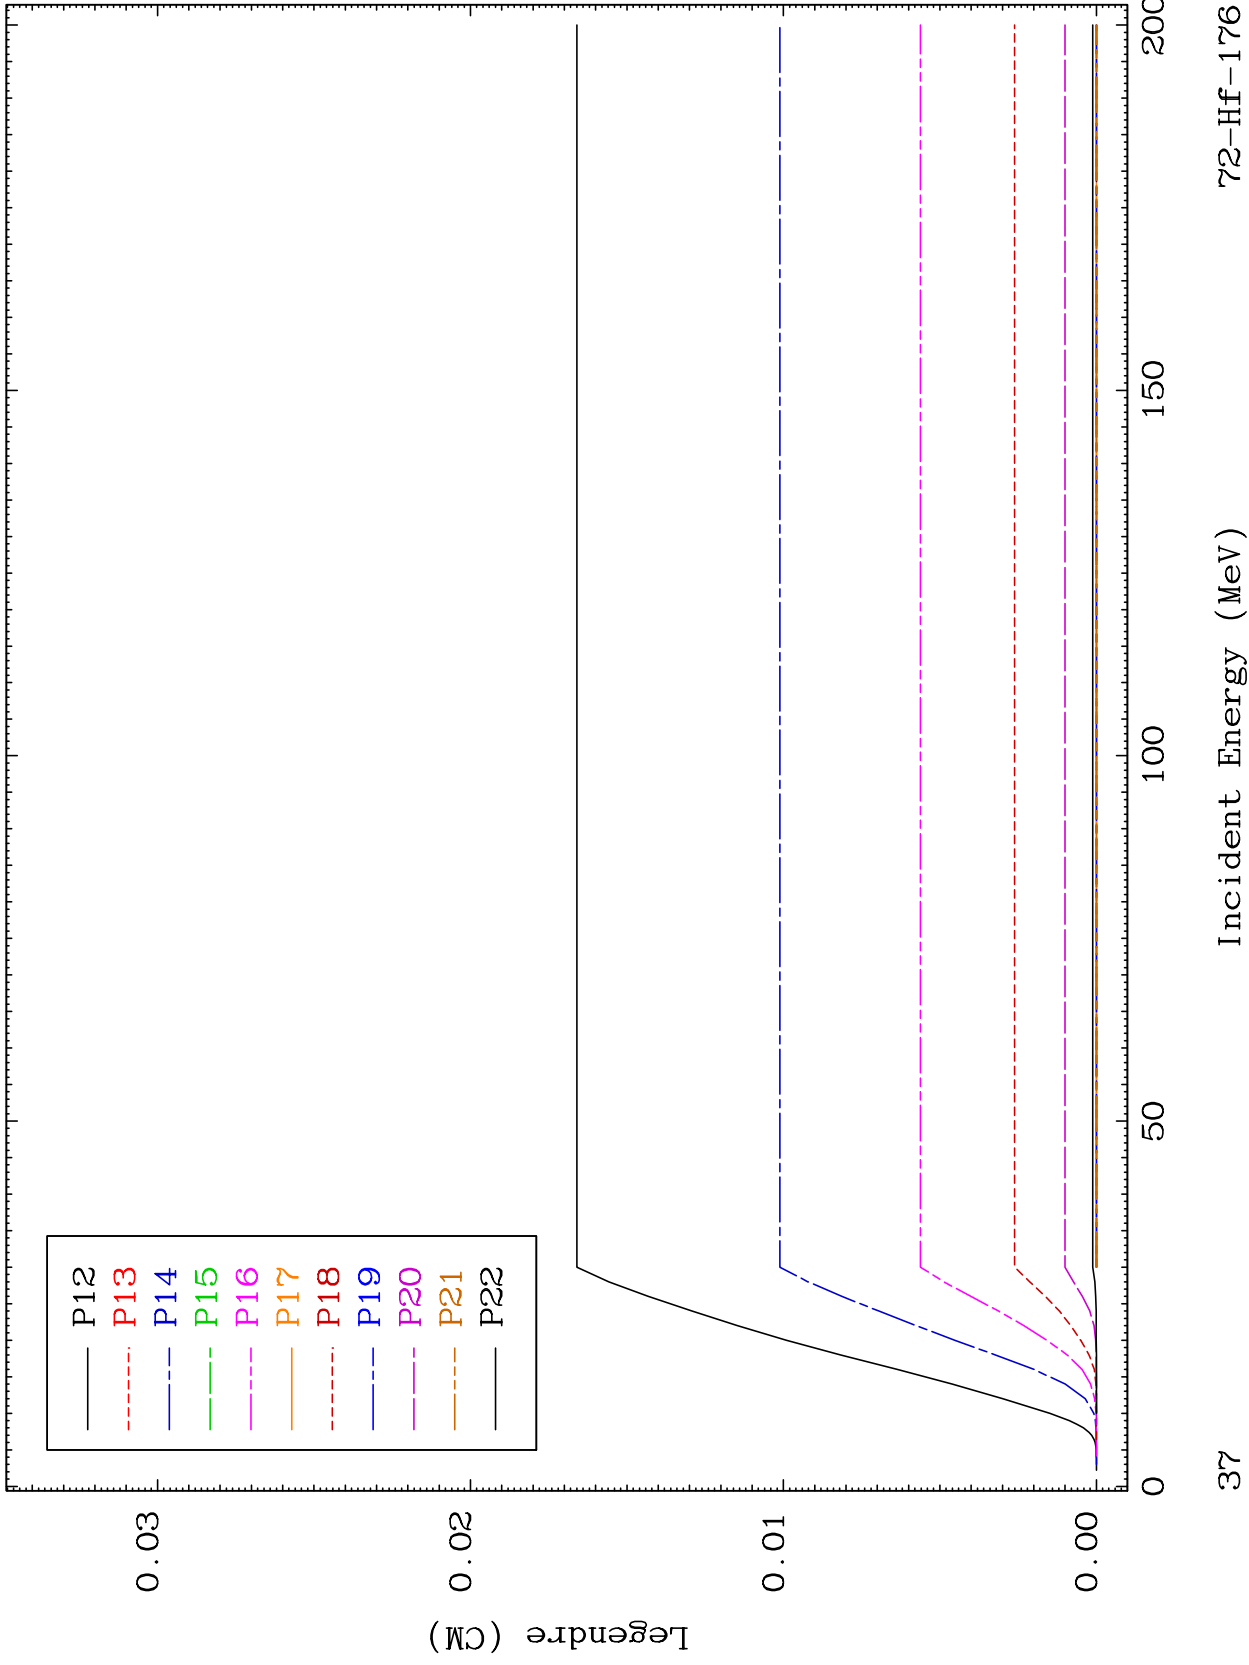 P12
P13
P14
P15
P16
P17
P18
P19
P20
P21
P22
0.03
0.02
0.01
0.00
Legendre (CM)
0
50
100
150
200
37
Incident Energy (MeV)
72-Hf-176